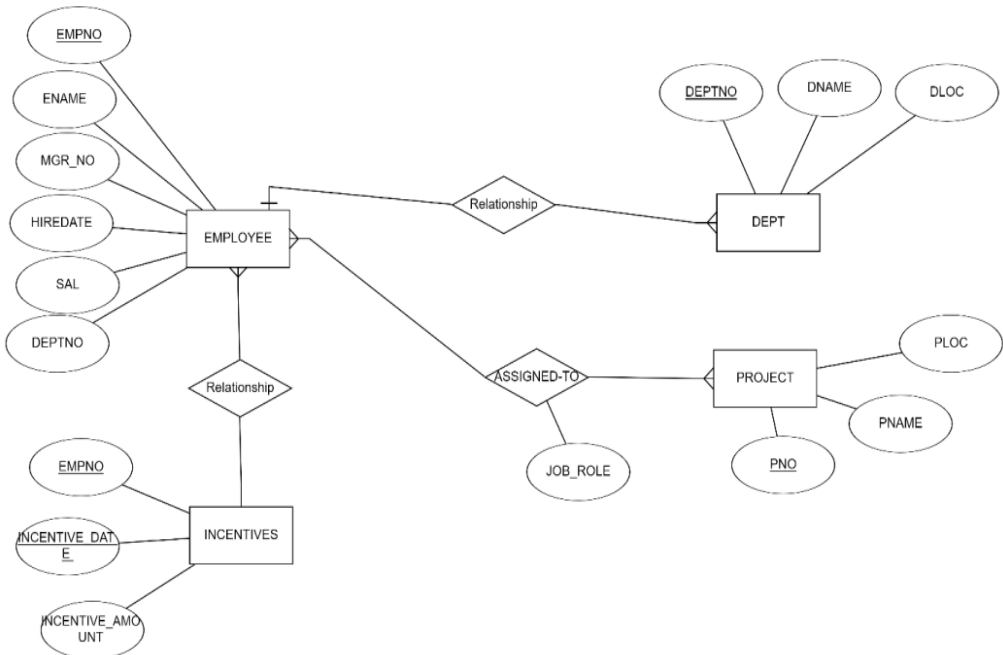 EMPNO
ENAME
MGR_NO
HIREDATE
SAL
DEPTNO
EMPLOYEE
Relationship
DEPTNO
DNAME
DLOC
DEPT
ASSIGNED-TO
JOB_ROLE
PROJECT
PLOC
PNAME
PNO
Relationship
EMPNO
INCENTIVE_DAT
E
INCENTIVE_AMO
UNT
INCENTIVES